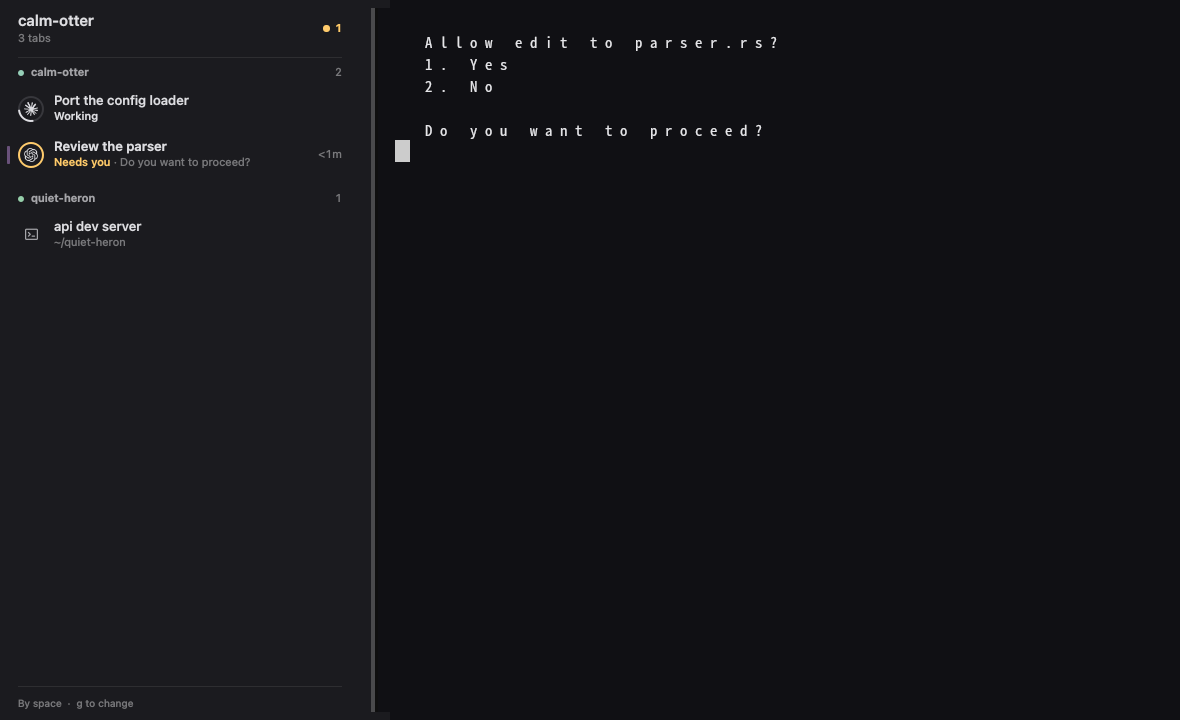 calm-otter
3 tabs
1
calm-otter
2
Port the config loader
Working
Review the parser
Needs you · Do you want to proceed?
<1m
quiet-heron
1
api dev server
~/quiet-heron
By space · g to change
Allow edit to parser.rs?
1. Yes
2. No
Do you want to proceed?